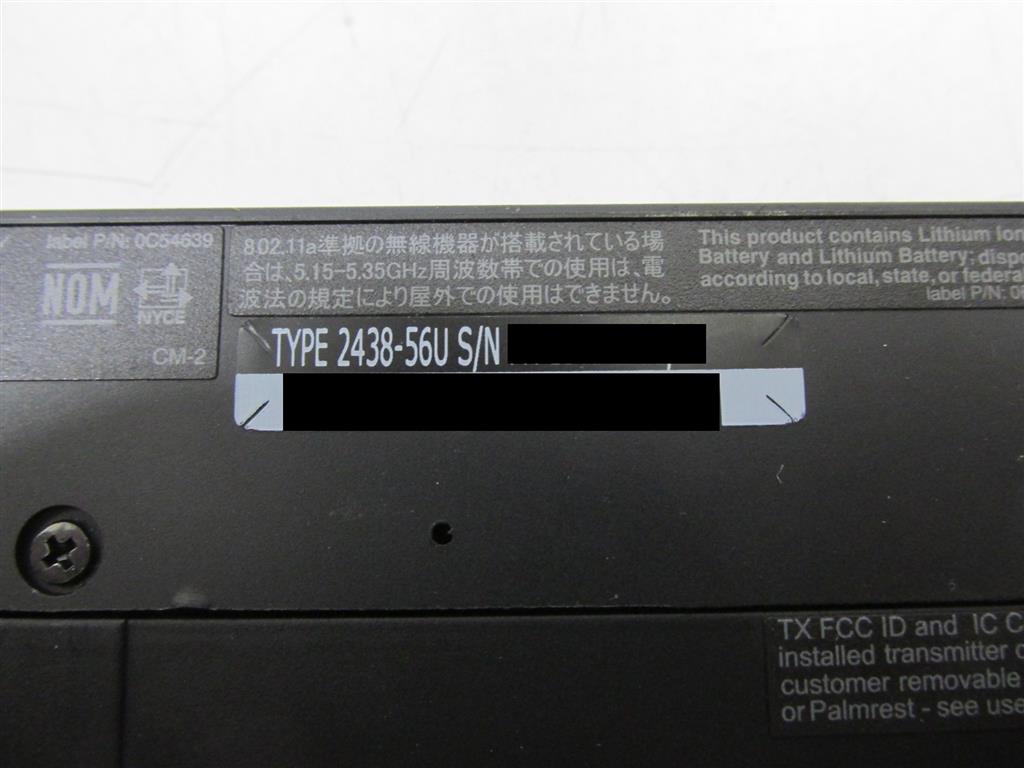 label P/N: 0C54639
NOM
NYCE
CM-2
802.11a準拠の無線機器が搭載されている場
合は、5.15-5.35GHz周波数帯での使用は、電
波法の規定により屋外での使用はできません。
This product contains Lithium Ion
Battery and Lithium Battery; dispo
according to local, state, or federal
label P/N: 0
TYPE 2438-56U S/N
TX FCC ID and IC C
installed transmitter
customer removable
or Palmrest - see use